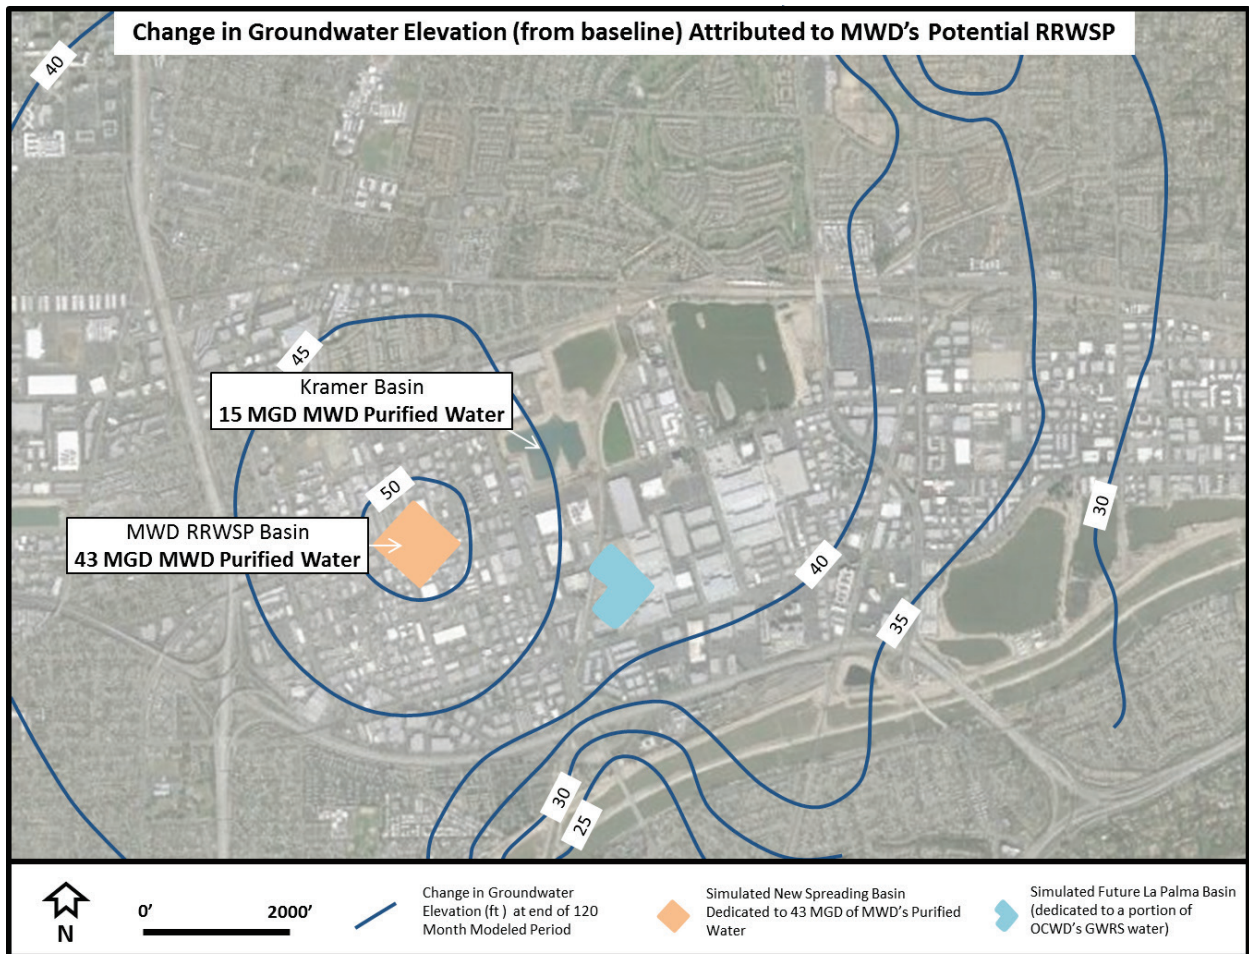 Change in Groundwater Elevation (from baseline) Attributed to MWD's Potential RRWSP
40
45
Kramer Basin
15 MGD MWD Purified Water
50
MWD RRWSP Basin
43 MGD MWD Purified Water
30
40
35
30
25
N
0' 2000'
Change in Groundwater
Elevation (ft ) at end of 120
Month Modeled Period
Simulated New Spreading Basin
Dedicated to 43 MGD of MWD's Purified
Water
Simulated Future La Palma Basin
(dedicated to a portion of
OCWD's GWRS water)